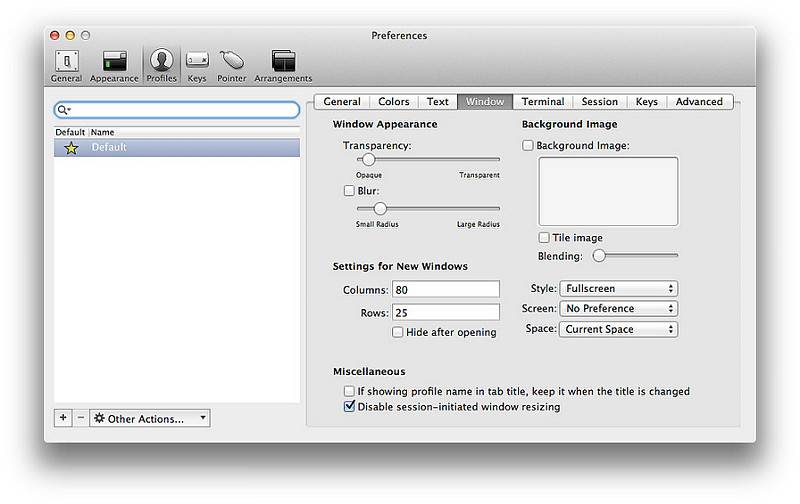 Preferences
General Appearance Profiles Keys Pointer Arrangements
Default Name
Default
+ − Other Actions...
General Colors Text Window Terminal Session Keys Advanced
Window Appearance
Transparency:
Opaque Transparent
Blur:
Small Radius Large Radius
Background Image
Background Image:
Tile image
Blending:
Settings for New Windows
Columns: 80
Rows: 25
Hide after opening
Style: Fullscreen
Screen: No Preference
Space: Current Space
Miscellaneous
If showing profile name in tab title, keep it when the title is changed
Disable session-initiated window resizing